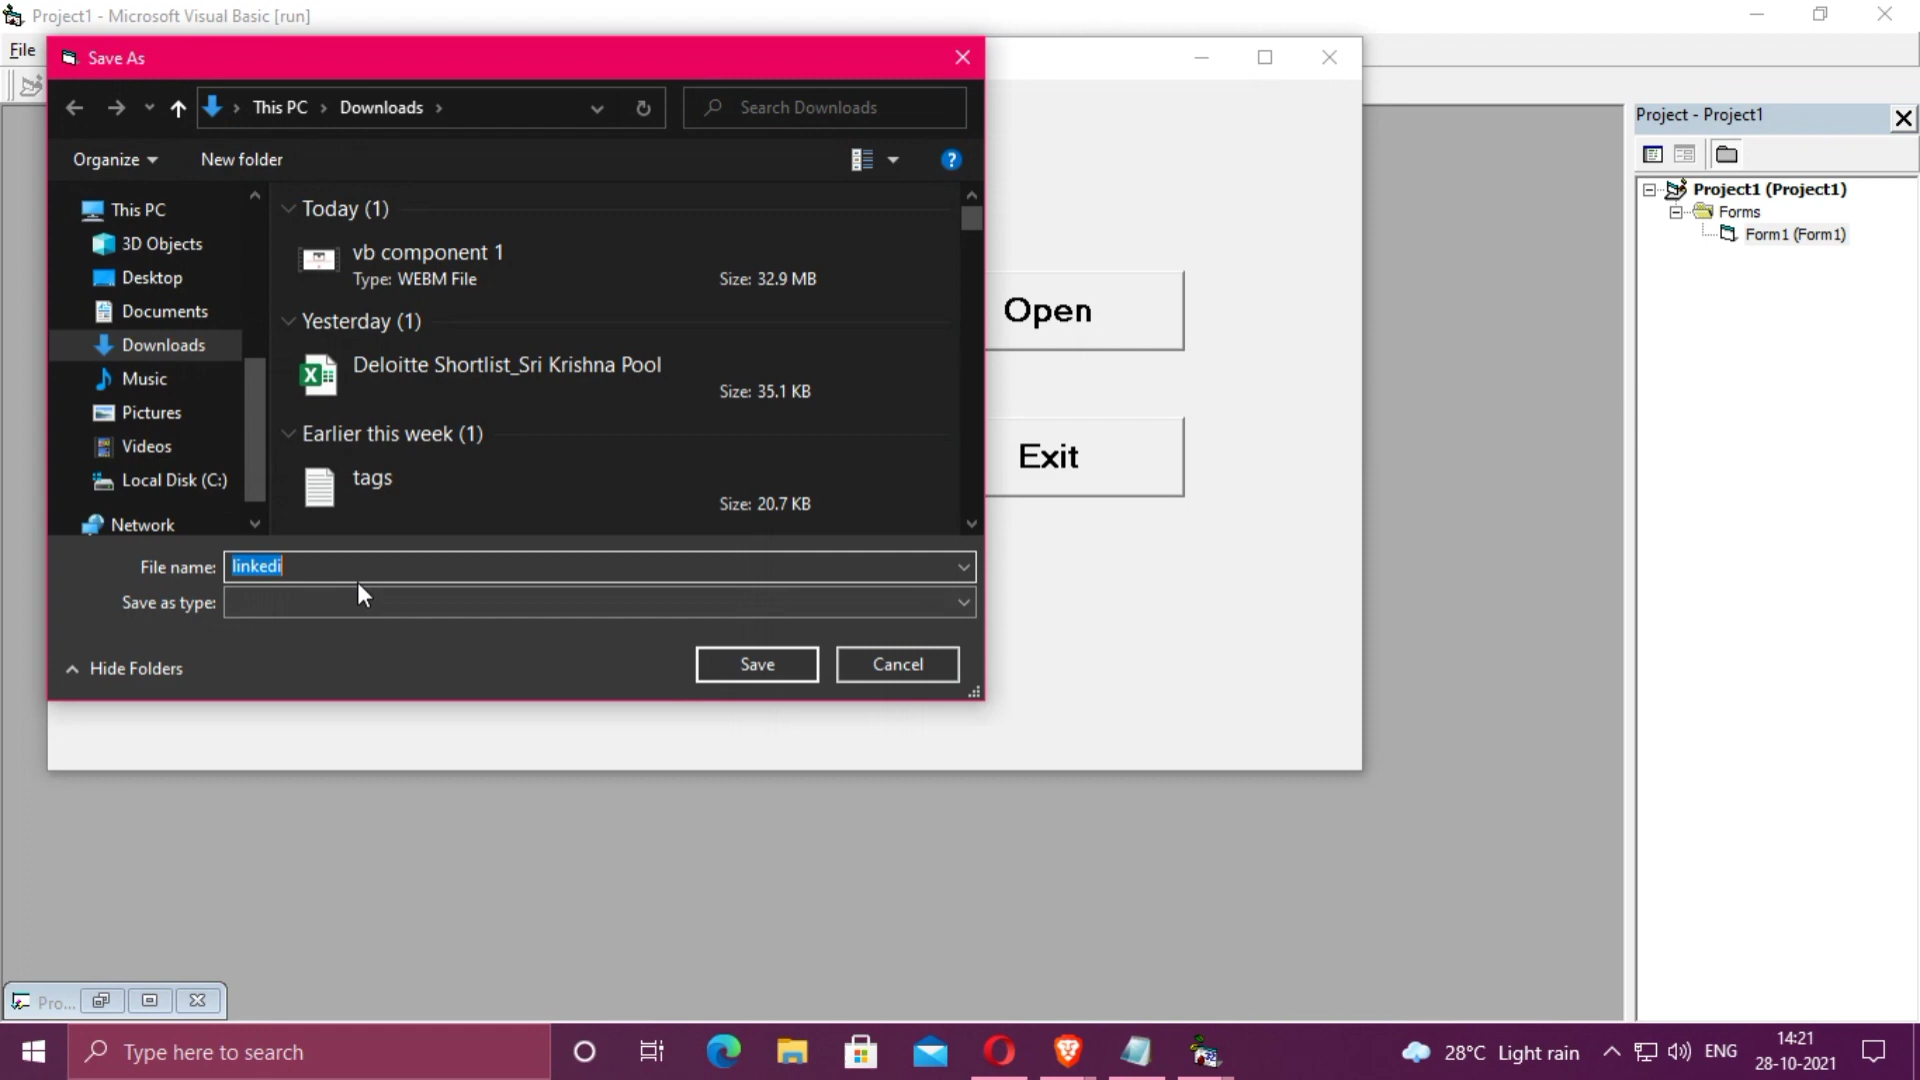 Project1 - Microsoft Visual Basic [run]
File
Save As
This PC
Downloads
Search Downloads
Organize
New folder
?
This PC
3D Objects
Desktop
Documents
Downloads
Music
Pictures
Videos
Local Disk (C:)
Network
Today (1)
vb component 1
Type: WEBM File
Size: 32.9 MB
Yesterday (1)
Deloitte Shortlist_Sri Krishna Pool
Size: 35.1 KB
Earlier this week (1)
tags
Size: 20.7 KB
File name:
linkedi
Save as type:
Hide Folders
Save
Cancel
Open
Exit
Project - Project1
Project1 (Project1)
Forms
Form1 (Form1)
Pro...
Type here to search
28°C Light rain
ENG
14:21
28-10-2021